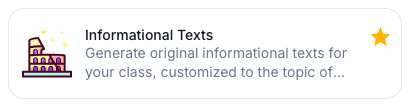 Informational Texts
Generate original informational texts for
your class, customized to the topic of...